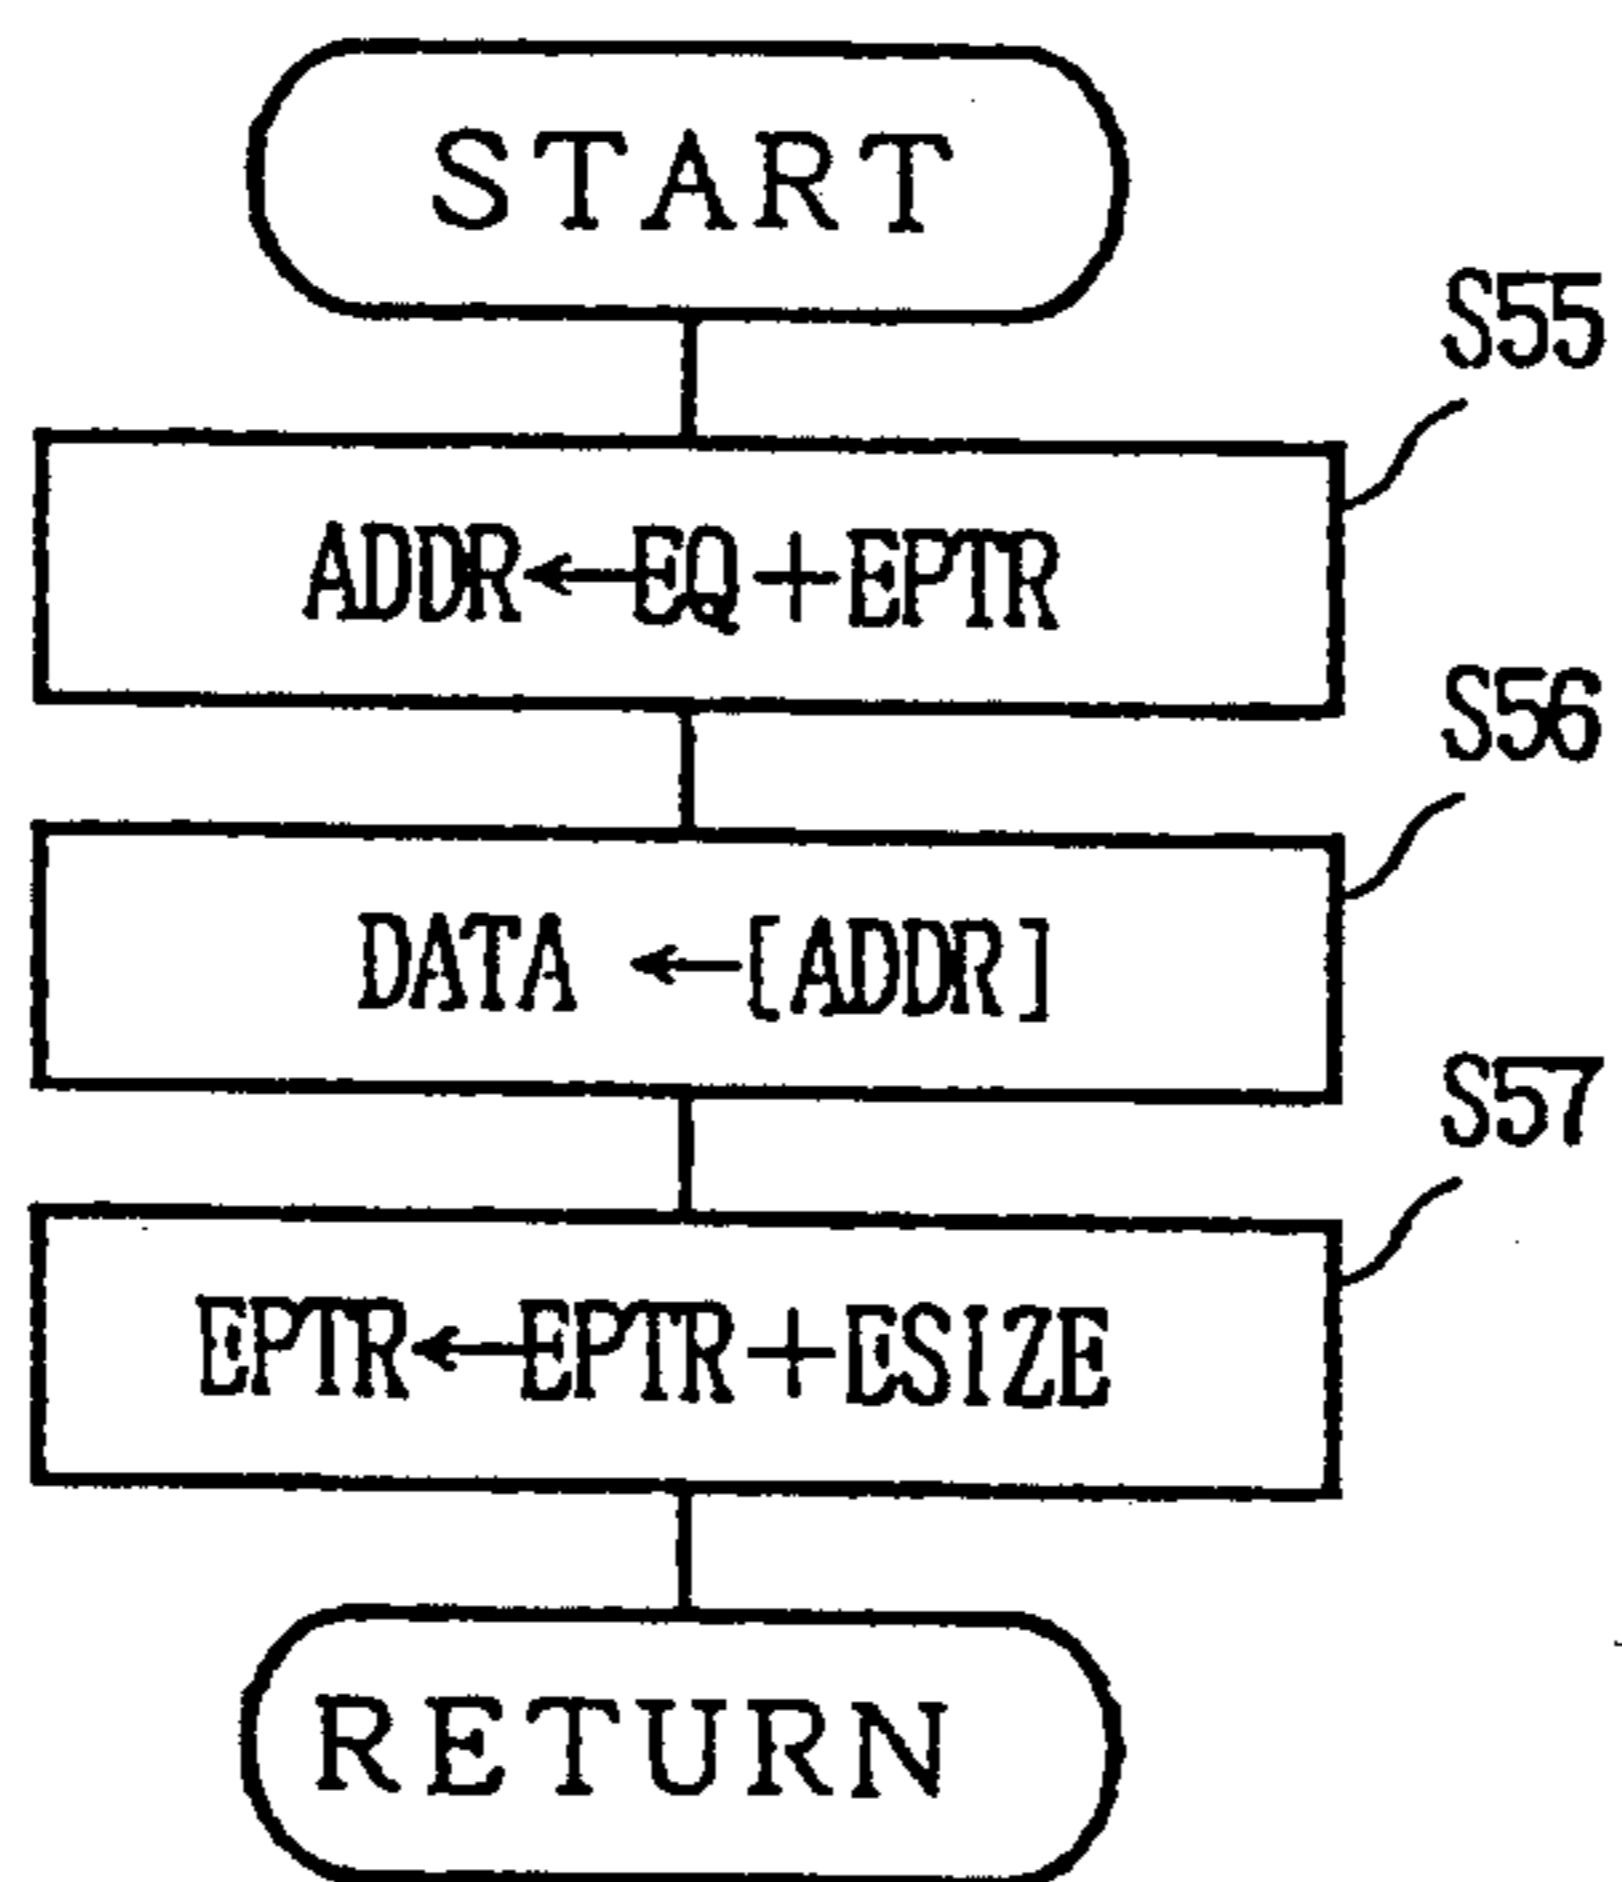 START
S55
ADDR←EQ+EPTR
S56
DATA ←[ADDR]
S57
EPTR←EPTR+ESIZE
RETURN